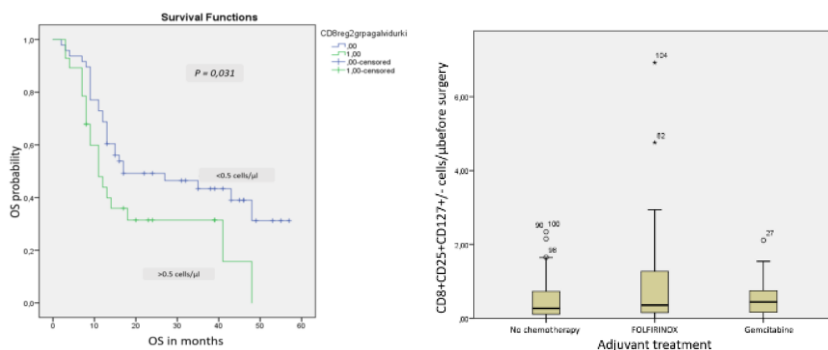 Survival Functions
CD8reg2grpagalvidurki
,00
1,00
,00-censored
1,00-censored
P = 0,031
<0.5 cells/µl
>0.5 cells/µl
OS probability
1,0
0,8
0,6
0,4
0,2
0,0
0 10 20 30 40 50 60
OS in months
CD8+CD25+CD127+/- cells/µbefore surgery
6,00
4,00
2,00
,00
104
82
90 100
98
27
No chemotherapy FOLFIRINOX Gemcitabine
Adjuvant treatment